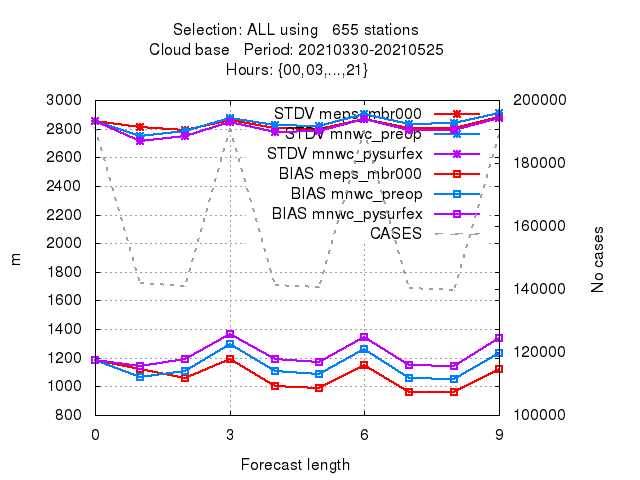 Selection: ALL using   655 stations
Cloud base   Period: 20210330-20210525
Hours: {00,03,...,21}
3000
2800
2600
2400
2200
2000
1800
1600
1400
1200
1000
800
m
STDV meps_mbr000
STDV mnwc_preop
STDV mnwc_pysurfex
BIAS meps_mbr000
BIAS mnwc_preop
BIAS mnwc_pysurfex
CASES
200000
180000
160000
140000
120000
100000
No cases
0 3 6 9
Forecast length